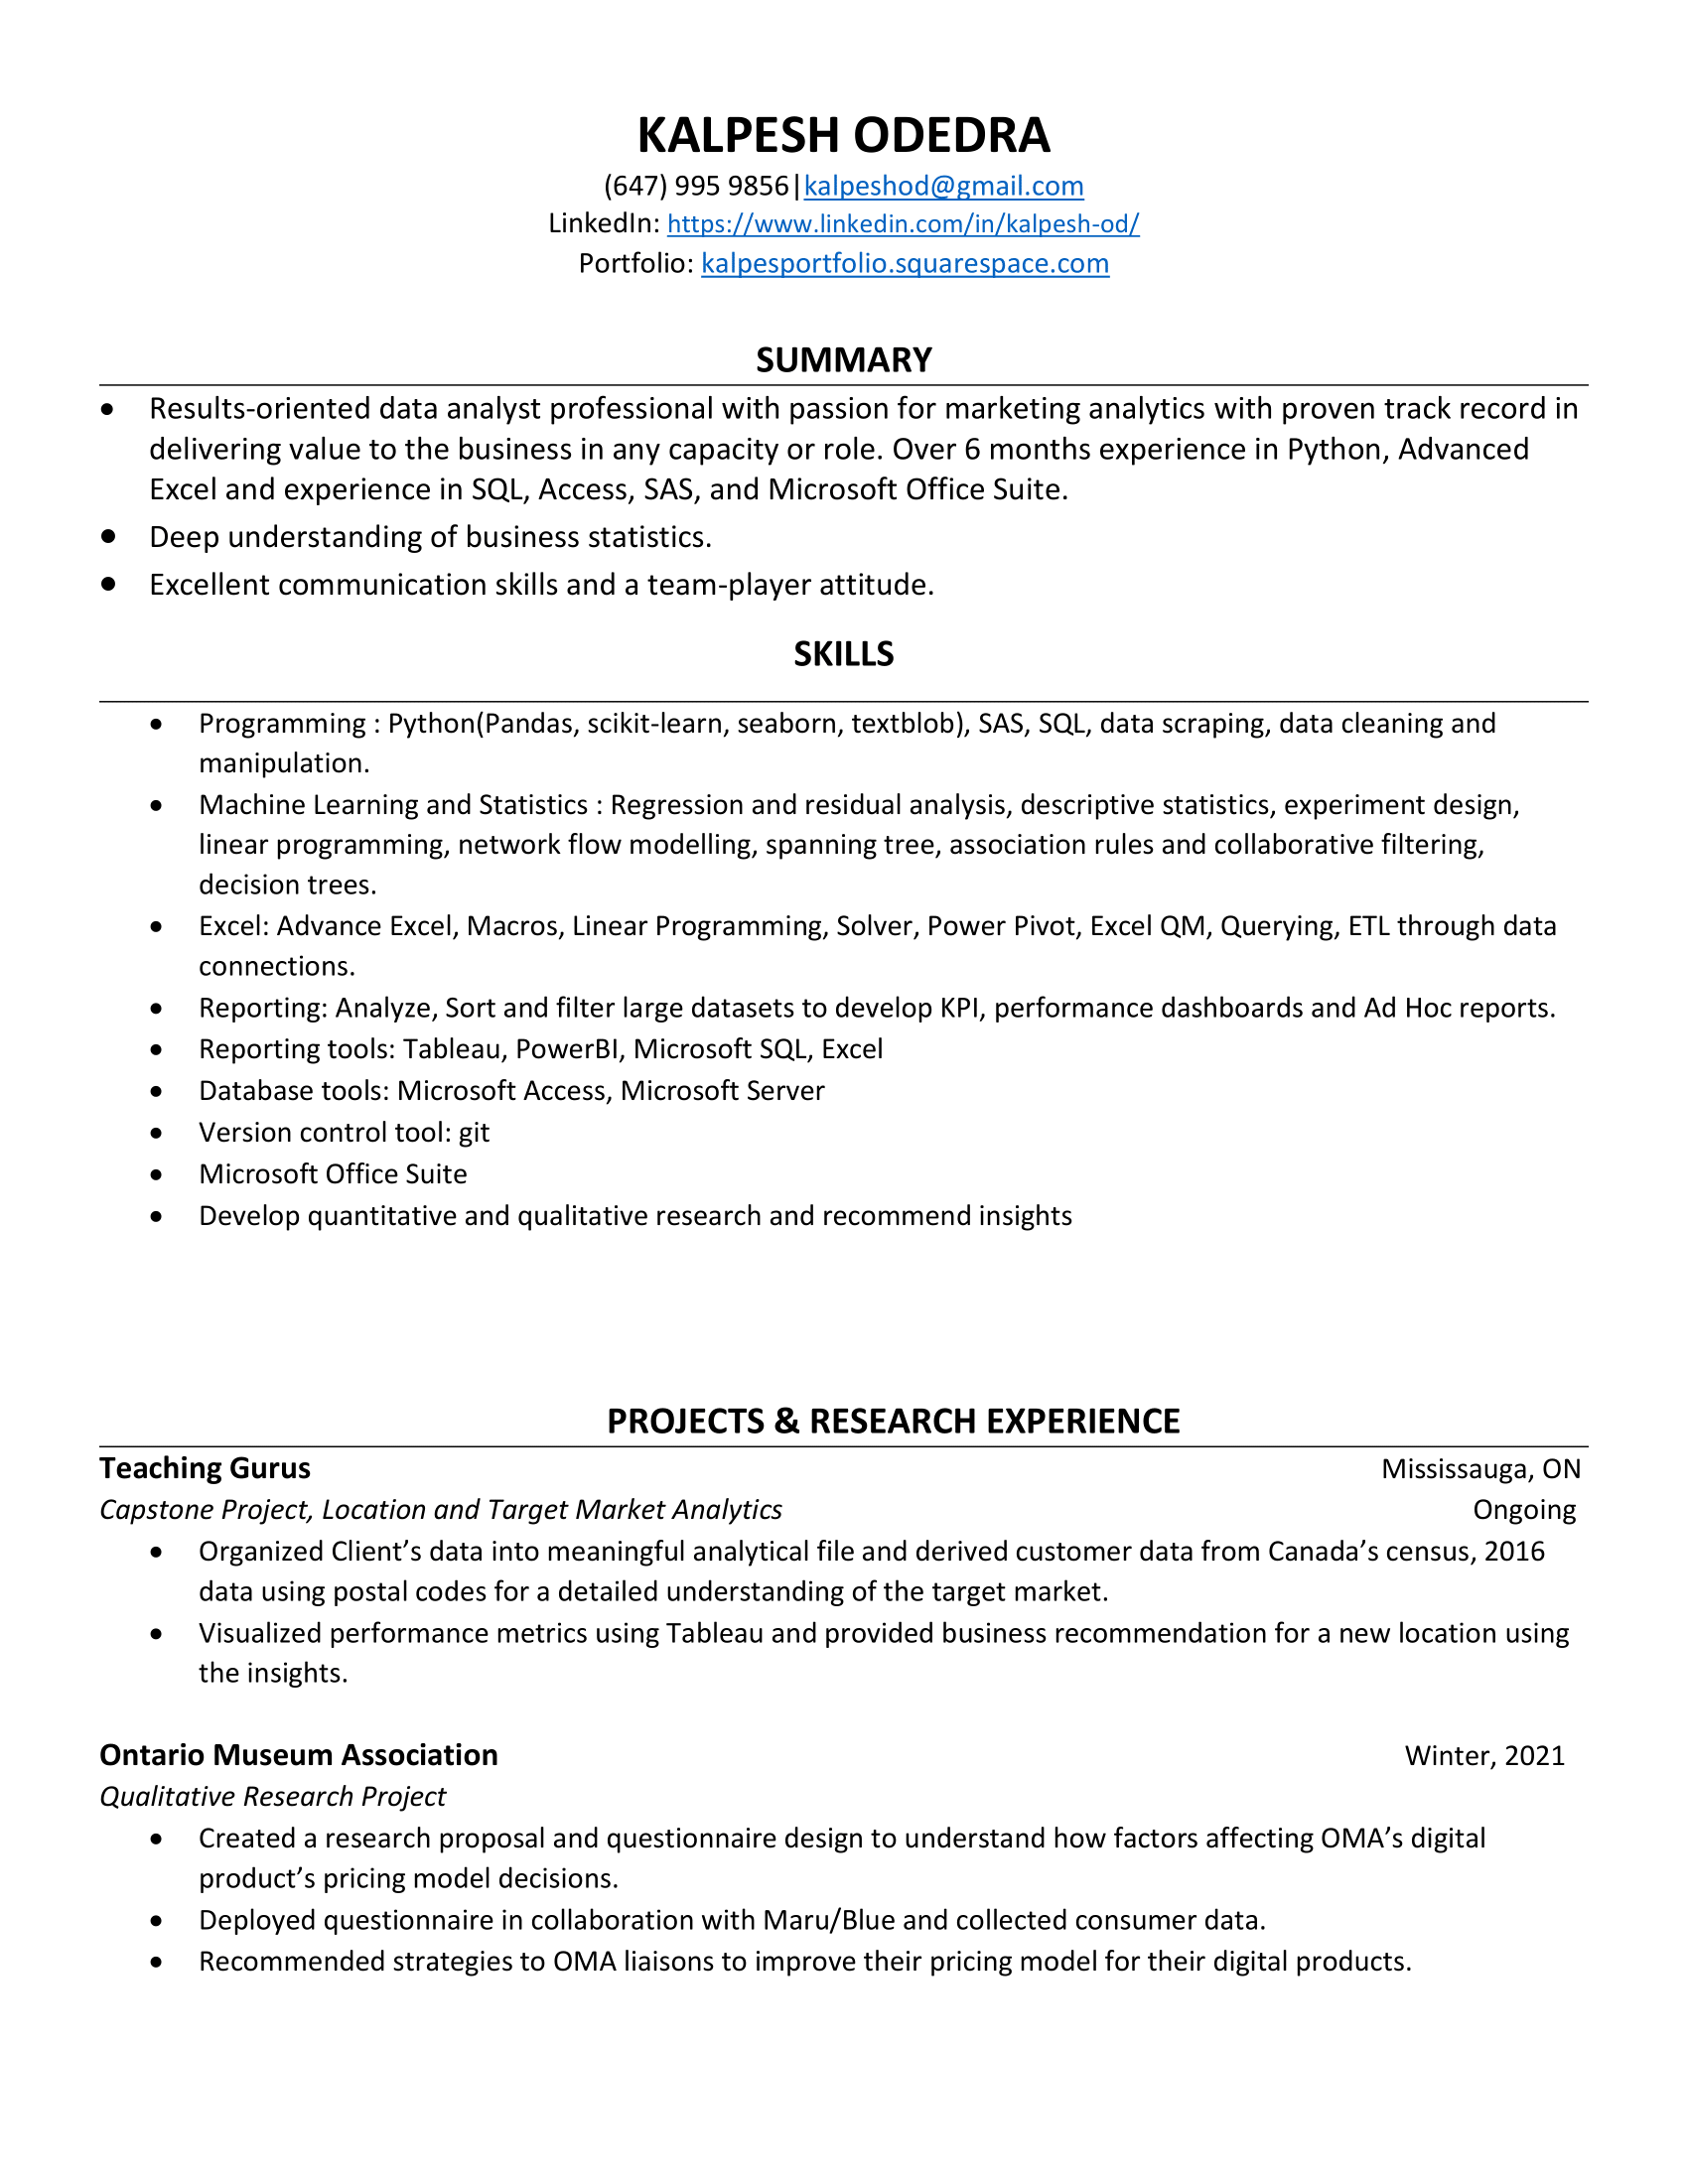 KALPESH ODEDRA
(647) 995 9856|kalpeshod@gmail.com
LinkedIn: https://www.linkedin.com/in/kalpesh-od/
Portfolio: kalpesportfolio.squarespace.com
SUMMARY
• Results-oriented data analyst professional with passion for marketing analytics with proven track record in
delivering value to the business in any capacity or role. Over 6 months experience in Python, Advanced
Excel and experience in SQL, Access, SAS, and Microsoft Office Suite.
• Deep understanding of business statistics.
• Excellent communication skills and a team-player attitude.
SKILLS
• Programming : Python(Pandas, scikit-learn, seaborn, textblob), SAS, SQL, data scraping, data cleaning and
manipulation.
• Machine Learning and Statistics : Regression and residual analysis, descriptive statistics, experiment design,
linear programming, network flow modelling, spanning tree, association rules and collaborative filtering,
decision trees.
• Excel: Advance Excel, Macros, Linear Programming, Solver, Power Pivot, Excel QM, Querying, ETL through data
connections.
• Reporting: Analyze, Sort and filter large datasets to develop KPI, performance dashboards and Ad Hoc reports.
• Reporting tools: Tableau, PowerBI, Microsoft SQL, Excel
• Database tools: Microsoft Access, Microsoft Server
• Version control tool: git
• Microsoft Office Suite
• Develop quantitative and qualitative research and recommend insights
PROJECTS & RESEARCH EXPERIENCE
Teaching Gurus Mississauga, ON
Capstone Project, Location and Target Market Analytics Ongoing
• Organized Client’s data into meaningful analytical file and derived customer data from Canada’s census, 2016
data using postal codes for a detailed understanding of the target market.
• Visualized performance metrics using Tableau and provided business recommendation for a new location using
the insights.
Ontario Museum Association Winter, 2021
Qualitative Research Project
• Created a research proposal and questionnaire design to understand how factors affecting OMA’s digital
product’s pricing model decisions.
• Deployed questionnaire in collaboration with Maru/Blue and collected consumer data.
• Recommended strategies to OMA liaisons to improve their pricing model for their digital products.